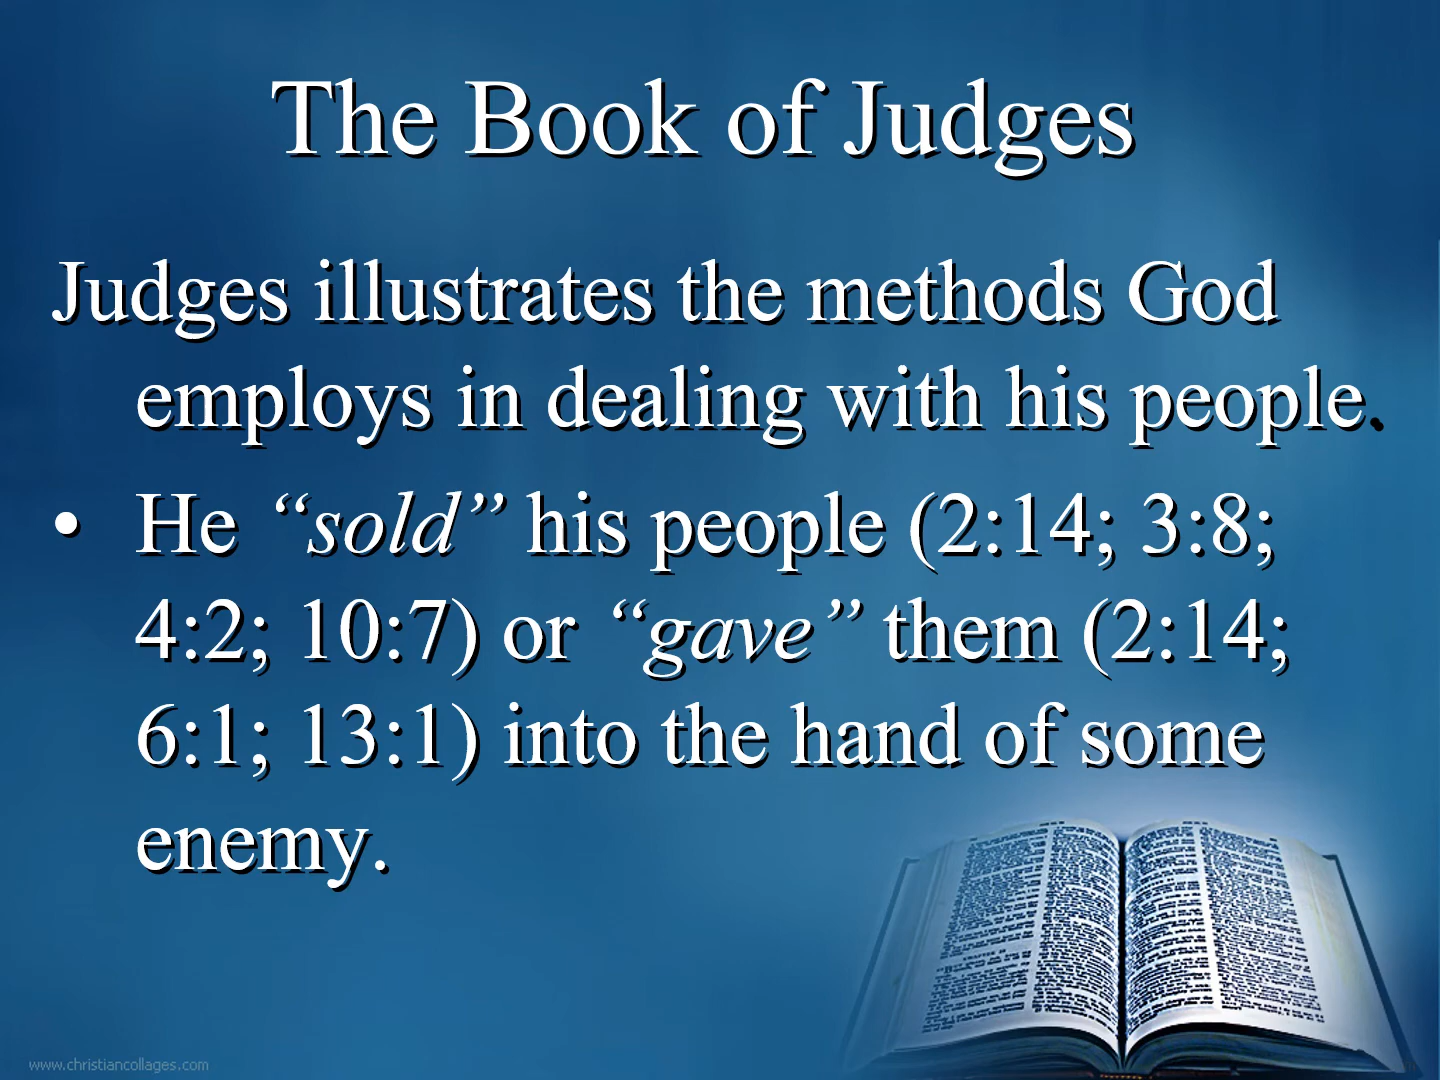 The Book of Judges
Judges illustrates the methods God
employs in dealing with his people.
• He “sold” his people (2:14; 3:8;
4:2; 10:7) or “gave” them (2:14;
6:1; 13:1) into the hand of some
enemy.
www.christiancollages.com